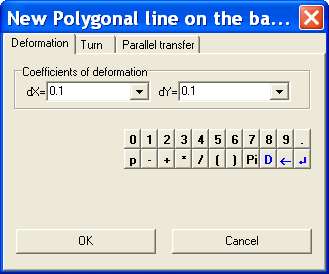 New Polygonal line on the ba...
Deformation Turn Parallel transfer
Coefficients of deformation
dX= 0.1 dY= 0.1
0 1 2 3 4 5 6 7 8 9 .
p - + * / ( ) Pi D ← ↵
OK Cancel